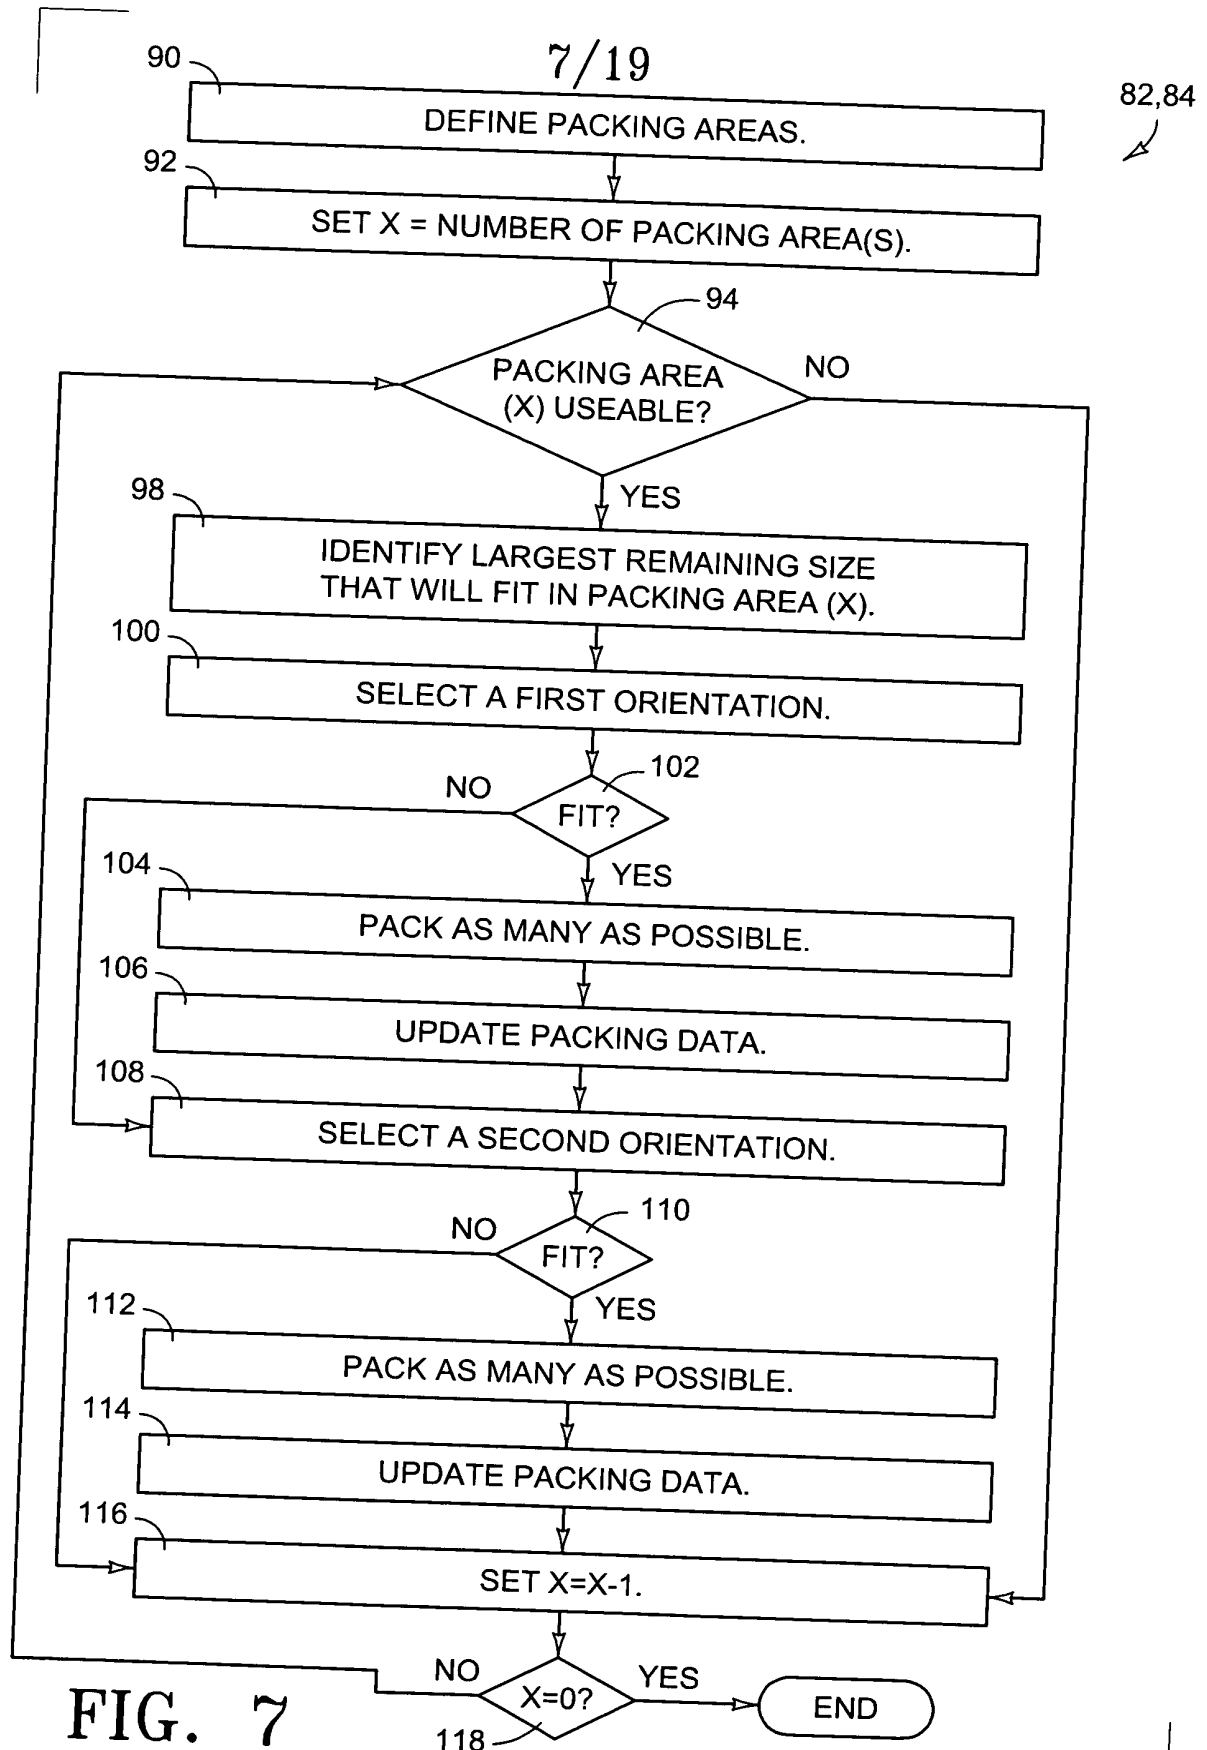 7/19
82,84
90
DEFINE PACKING AREAS.
92
SET X = NUMBER OF PACKING AREA(S).
94
PACKING AREA
(X) USEABLE?
NO
YES
98
IDENTIFY LARGEST REMAINING SIZE
THAT WILL FIT IN PACKING AREA (X).
100
SELECT A FIRST ORIENTATION.
102
NO
FIT?
YES
104
PACK AS MANY AS POSSIBLE.
106
UPDATE PACKING DATA.
108
SELECT A SECOND ORIENTATION.
110
NO
FIT?
YES
112
PACK AS MANY AS POSSIBLE.
114
UPDATE PACKING DATA.
116
SET X=X-1.
NO
X=0?
YES
END
118
FIG. 7